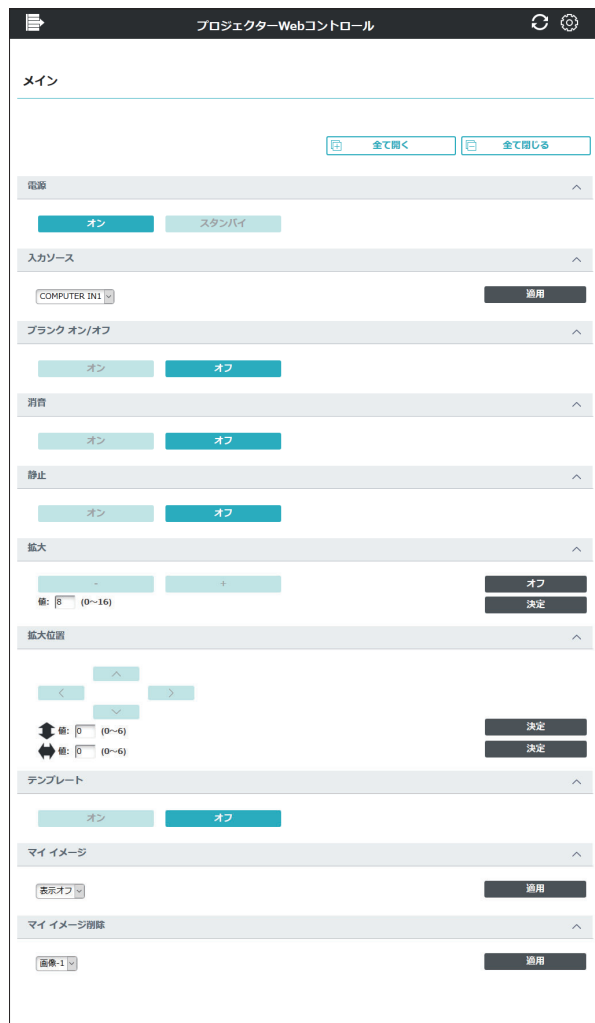 プロジェクターWebコントロール
メイン
全て開く 全て閉じる
電源
オン スタンバイ
入力ソース
COMPUTER IN1 適用
ブランク オン/オフ
オン オフ
消音
オン オフ
静止
オン オフ
拡大
- + オフ
値: 8 (0～16) 決定
拡大位置
値: 0 (0～6) 決定
値: 0 (0～6) 決定
テンプレート
オン オフ
マイ イメージ
表示オフ 適用
マイ イメージ削除
画像-1 適用